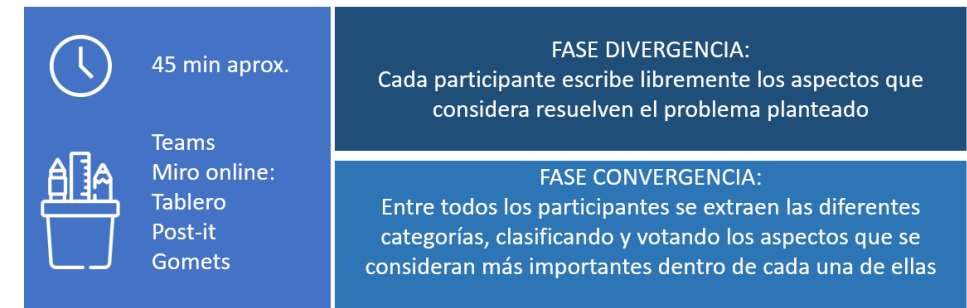 45 min aprox.
Teams
Miro online:
Tablero
Post-it
Gomets
FASE DIVERGENCIA:
Cada participante escribe libremente los aspectos que
considera resuelven el problema planteado
FASE CONVERGENCIA:
Entre todos los participantes se extraen las diferentes
categorías, clasificando y votando los aspectos que se
consideran más importantes dentro de cada una de ellas